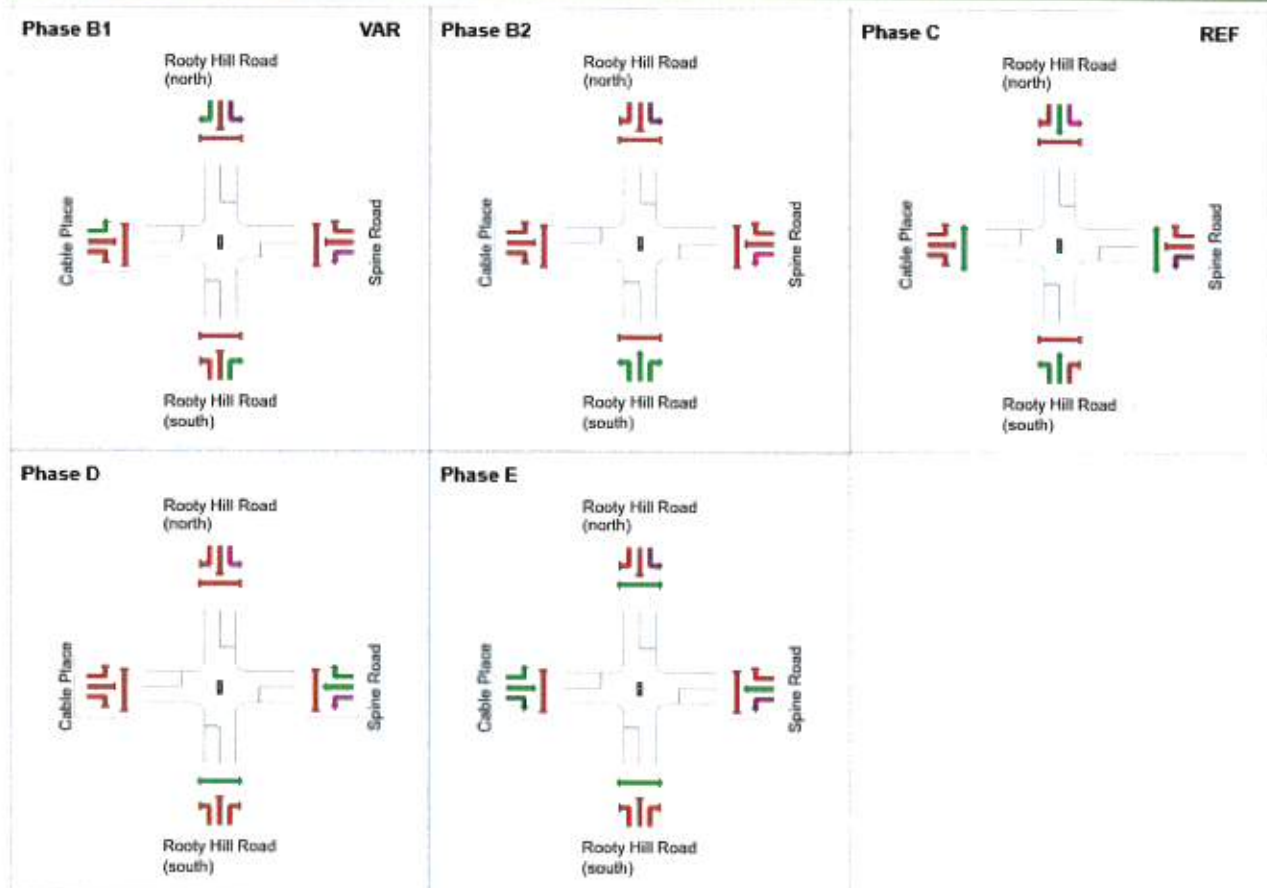 Phase B1
VAR
Rooty Hill Road
(north)
Cable Place
Spine Road
Rooty Hill Road
(south)
Phase B2
Rooty Hill Road
(north)
Cable Place
Spine Road
Rooty Hill Road
(south)
Phase C
REF
Rooty Hill Road
(north)
Cable Place
Spine Road
Rooty Hill Road
(south)
Phase D
Rooty Hill Road
(north)
Cable Place
Spine Road
Rooty Hill Road
(south)
Phase E
Rooty Hill Road
(north)
Cable Place
Spine Road
Rooty Hill Road
(south)